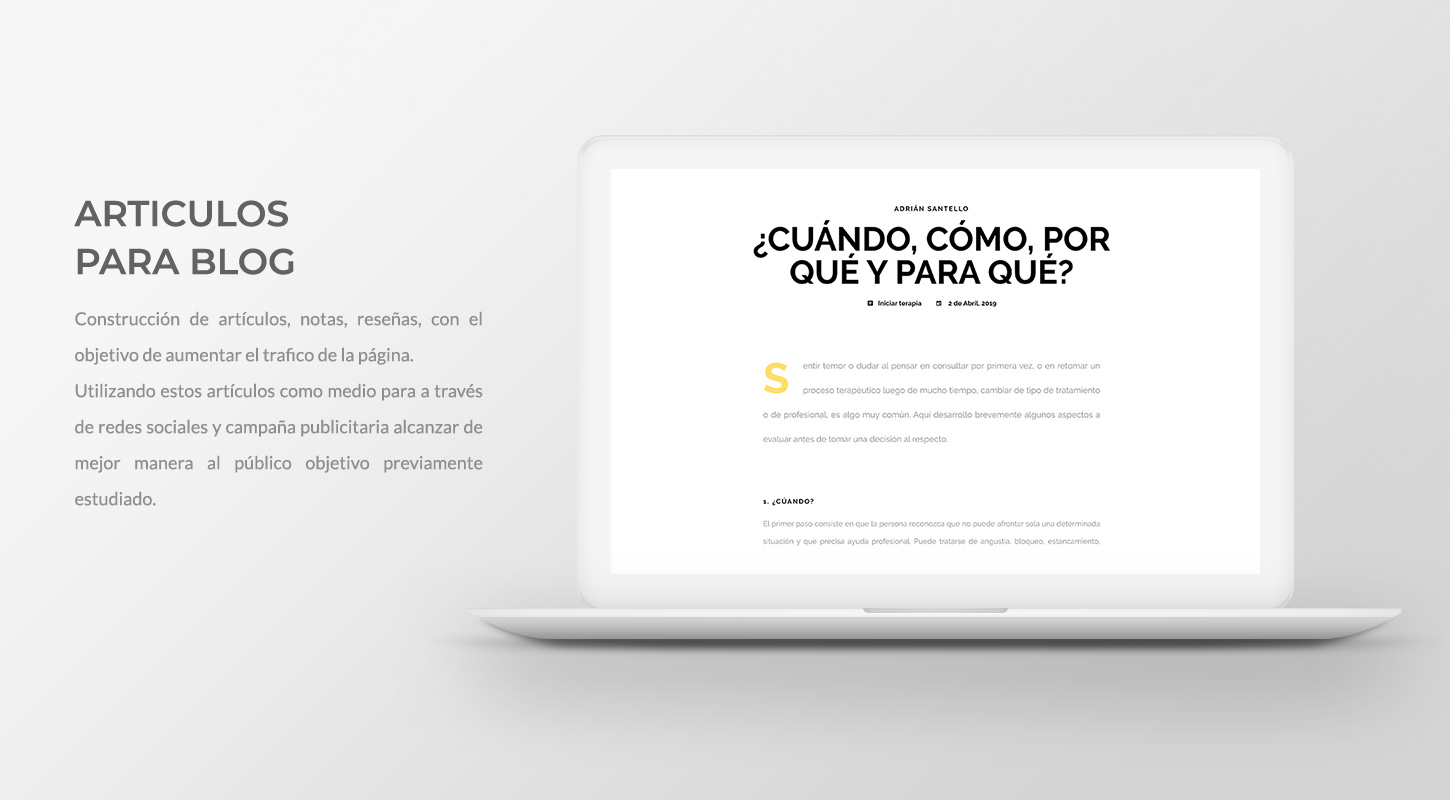 ARTICULOS
PARA BLOG
Construcción de artículos, notas, reseñas, con el
objetivo de aumentar el trafico de la página.
Utilizando estos artículos como medio para a través
de redes sociales y campaña publicitaria alcanzar de
mejor manera al público objetivo previamente
estudiado.
ADRIÁN SANTELLO
¿CUÁNDO, CÓMO, POR
QUÉ Y PARA QUÉ?
Iniciar terapia 2 de Abril, 2019
Sentir temor o dudar al pensar en consultar por primera vez, o en retomar un
proceso terapéutico luego de mucho tiempo, cambiar de tipo de tratamiento
o de profesional, es algo muy común. Aquí desarrollo brevemente algunos aspectos a
evaluar antes de tomar una decisión al respecto.
1. ¿CÚANDO?
El primer paso consiste en que la persona reconozca que no puede afrontar sola una determinada
situación y que precisa ayuda profesional. Puede tratarse de angustia, bloqueo, estancamiento,